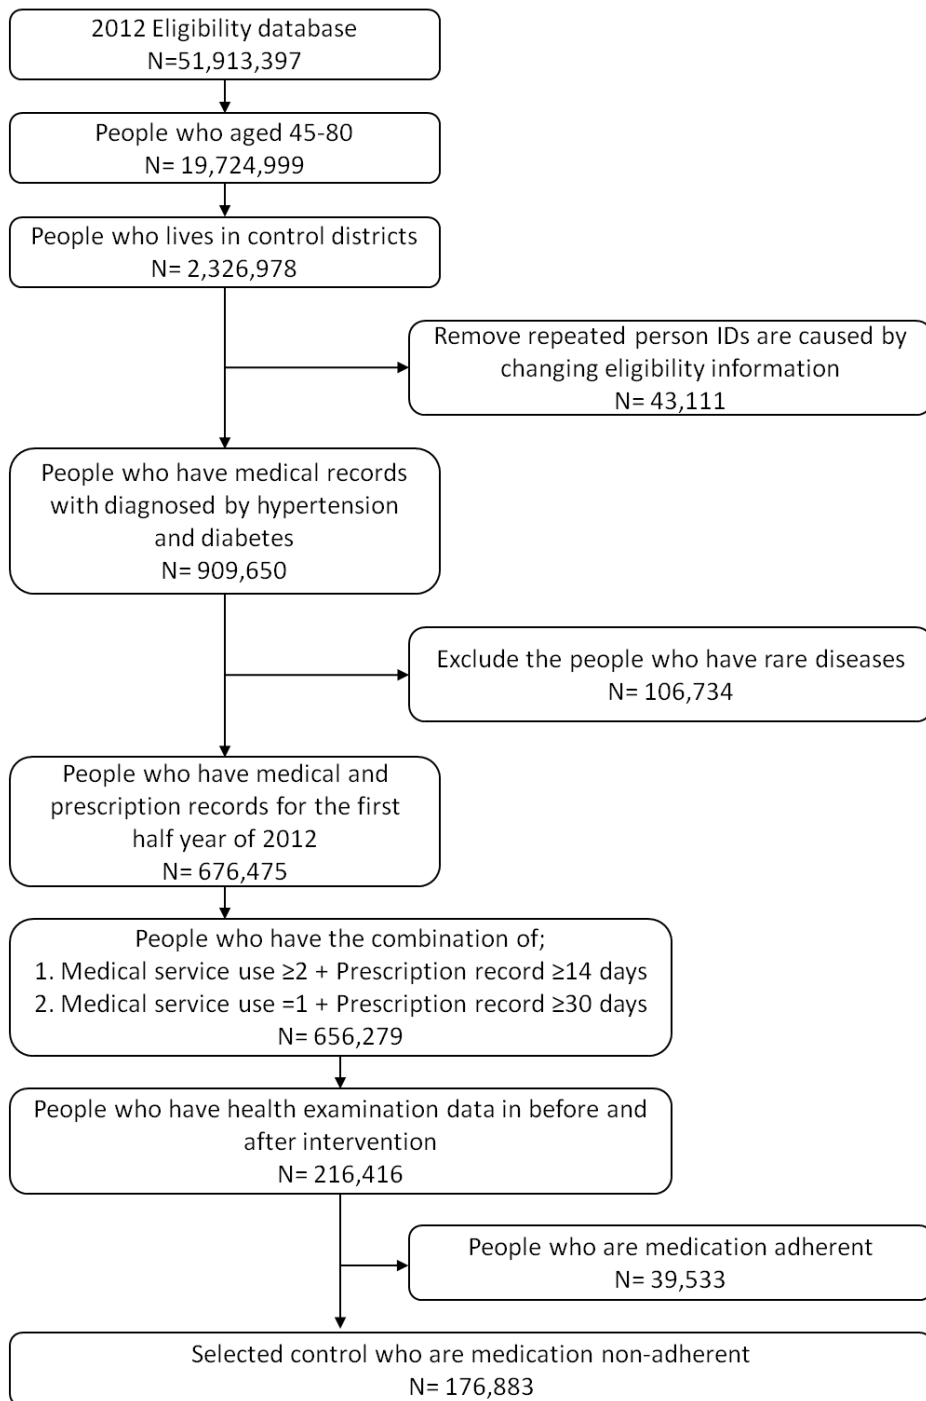 2012 Eligibility database
N=51,913,397
People who aged 45-80
N= 19,724,999
People who lives in control districts
N= 2,326,978
Remove repeated person IDs are caused by
changing eligibility information
N= 43,111
People who have medical records
with diagnosed by hypertension
and diabetes
N= 909,650
Exclude the people who have rare diseases
N= 106,734
People who have medical and
prescription records for the first
half year of 2012
N= 676,475
People who have the combination of;
1. Medical service use ≥2 + Prescription record ≥14 days
2. Medical service use =1 + Prescription record ≥30 days
N= 656,279
People who have health examination data in before and
after intervention
N= 216,416
People who are medication adherent
N= 39,533
Selected control who are medication non-adherent
N= 176,883